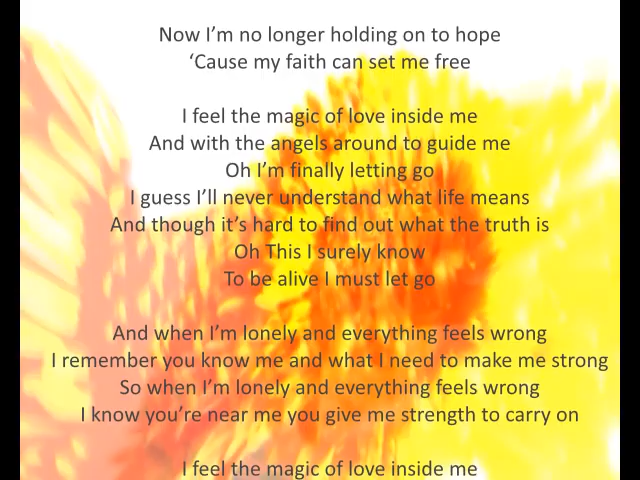 Now I'm no longer holding on to hope
‘Cause my faith can set me free
I feel the magic of love inside me
And with the angels around to guide me
Oh I'm finally letting go
I guess I'll never understand what life means
And though it's hard to find out what the truth is
Oh This I surely know
To be alive I must let go
And when I'm lonely and everything feels wrong
I remember you know me and what I need to make me strong
So when I'm lonely and everything feels wrong
I know you're near me you give me strength to carry on
I feel the magic of love inside me